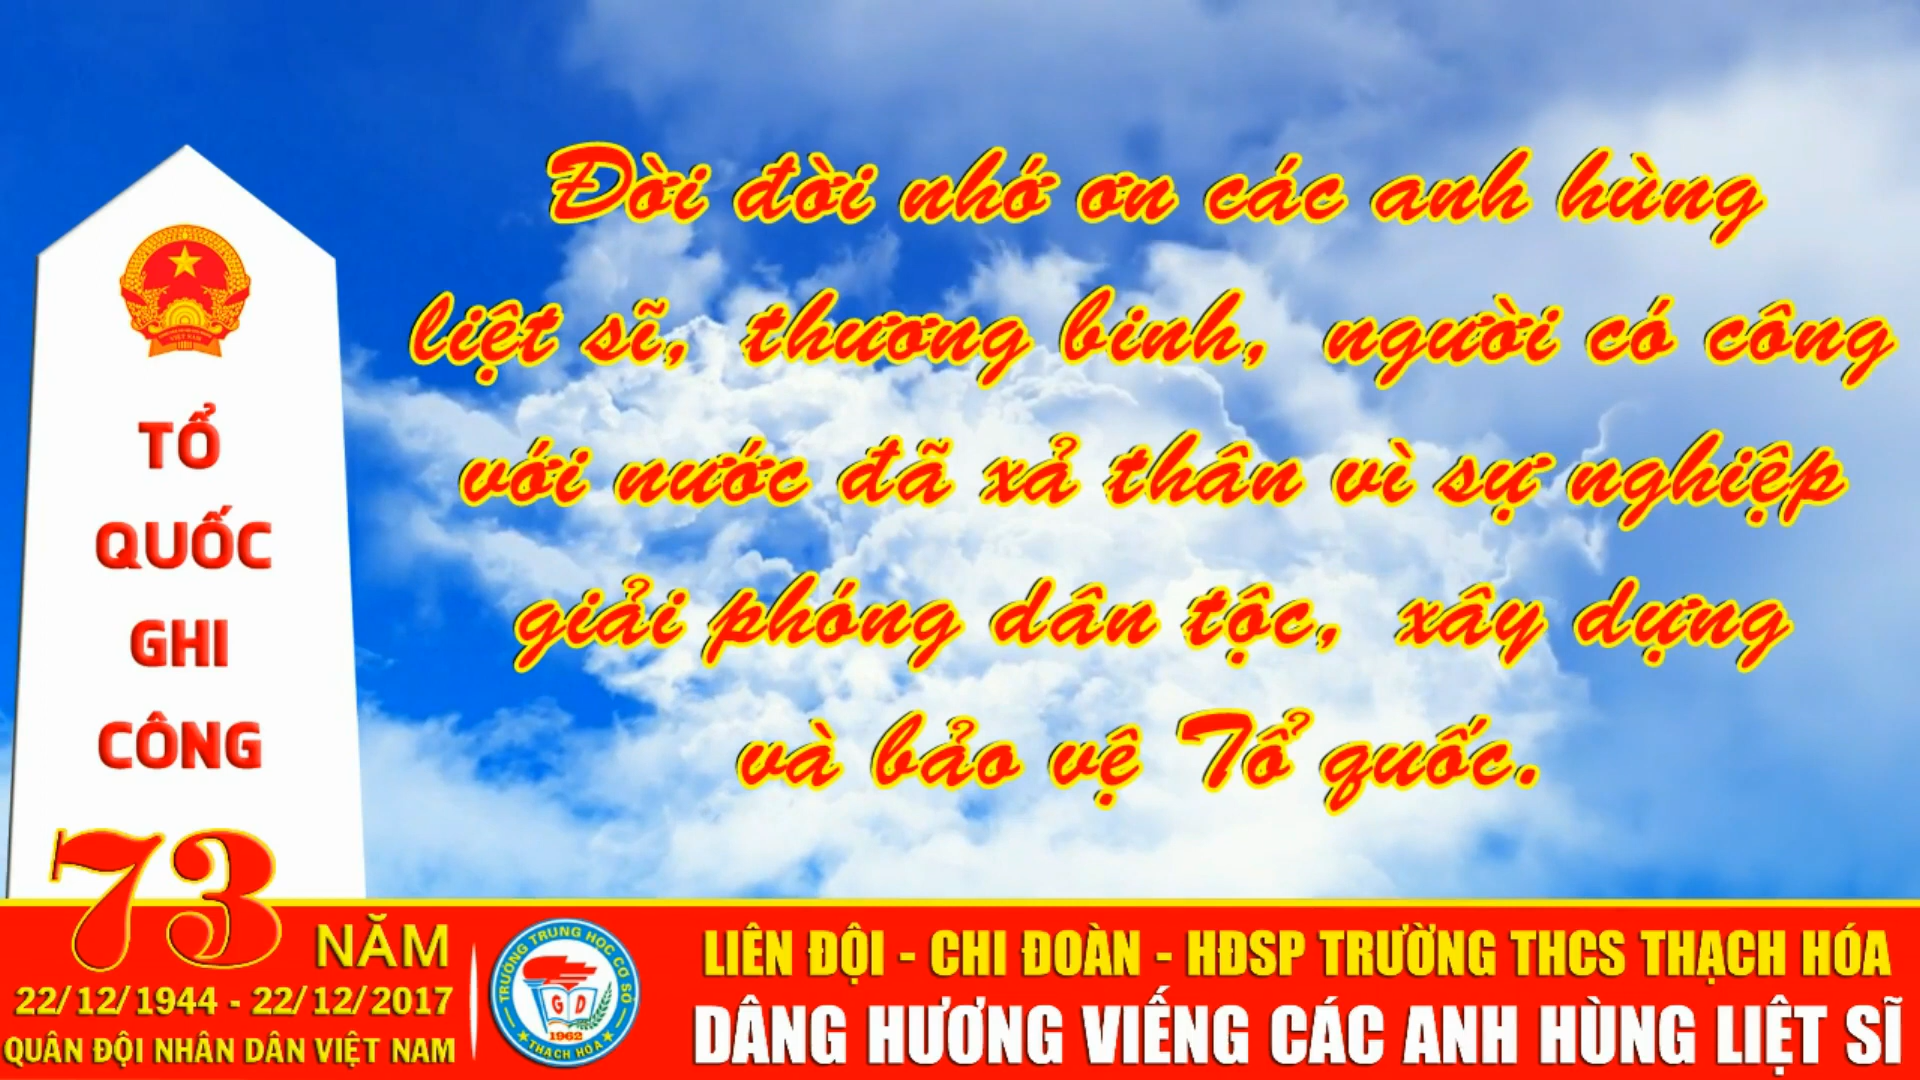 Đời đời nhớ ơn các anh hùng
liệt sĩ, thương binh, người có công
với nước đã xả thân vì sự nghiệp
giải phóng dân tộc, xây dựng
và bảo vệ Tổ quốc.
VIỆT NAM
TỔ
QUỐC
GHI
CÔNG
73 NĂM
22/12/1944 - 22/12/2017
QUÂN ĐỘI NHÂN DÂN VIỆT NAM
TRƯỜNG TRUNG HỌC CƠ SỞ
G D
1962
THẠCH HÓA
LIÊN ĐỘI - CHI ĐOÀN - HĐSP TRƯỜNG THCS THẠCH HÓA
DÂNG HƯƠNG VIẾNG CÁC ANH HÙNG LIỆT SĨ